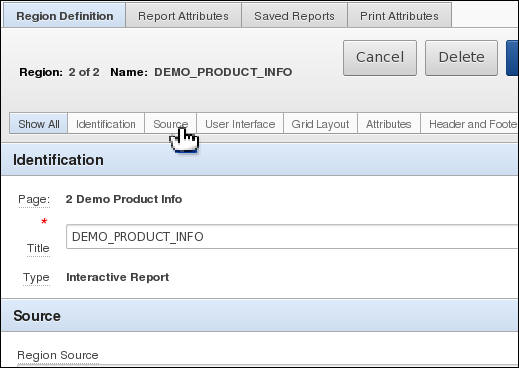 Region Definition Report Attributes Saved Reports Print Attributes
Cancel Delete
Region: 2 of 2 Name: DEMO_PRODUCT_INFO
Show All Identification Source User Interface Grid Layout Attributes Header and Foote
Identification
Page: 2 Demo Product Info
* Title DEMO_PRODUCT_INFO
Type Interactive Report
Source
Region Source